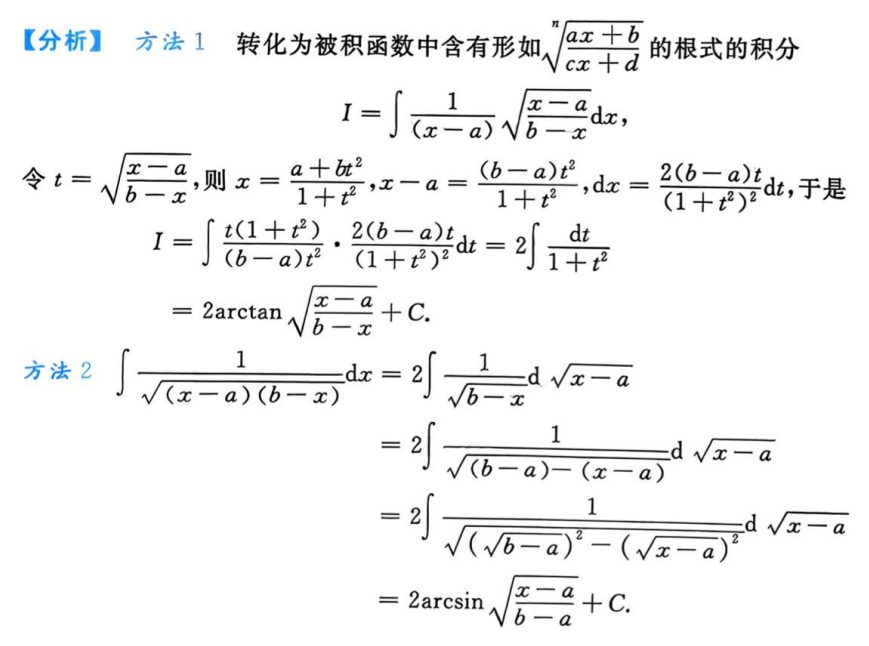 【分析】 方法1 转化为被积函数中含有形如$\sqrt[n]{\frac{ax+b}{cx+d}}$的根式的积分
$I=\int\frac{1}{(x-a)}\sqrt{\frac{x-a}{b-x}}\mathrm{d}x,$
令 $t=\sqrt{\frac{x-a}{b-x}}$,则 $x=\frac{a+bt^2}{1+t^2},x-a=\frac{(b-a)t^2}{1+t^2},\mathrm{d}x=\frac{2(b-a)t}{(1+t^2)^2}\mathrm{d}t$,于是
$I=\int\frac{t(1+t^2)}{(b-a)t^2}\cdot\frac{2(b-a)t}{(1+t^2)^2}\mathrm{d}t=2\int\frac{\mathrm{d}t}{1+t^2}$
$=2\arctan\sqrt{\frac{x-a}{b-x}}+C.$
方法2 $\int\frac{1}{\sqrt{(x-a)(b-x)}}\mathrm{d}x=2\int\frac{1}{\sqrt{b-x}}\mathrm{d}\sqrt{x-a}$
$=2\int\frac{1}{\sqrt{(b-a)-(x-a)}}\mathrm{d}\sqrt{x-a}$
$=2\int\frac{1}{\sqrt{(\sqrt{b-a})^2-(\sqrt{x-a})^2}}\mathrm{d}\sqrt{x-a}$
$=2\arcsin\sqrt{\frac{x-a}{b-a}}+C.$